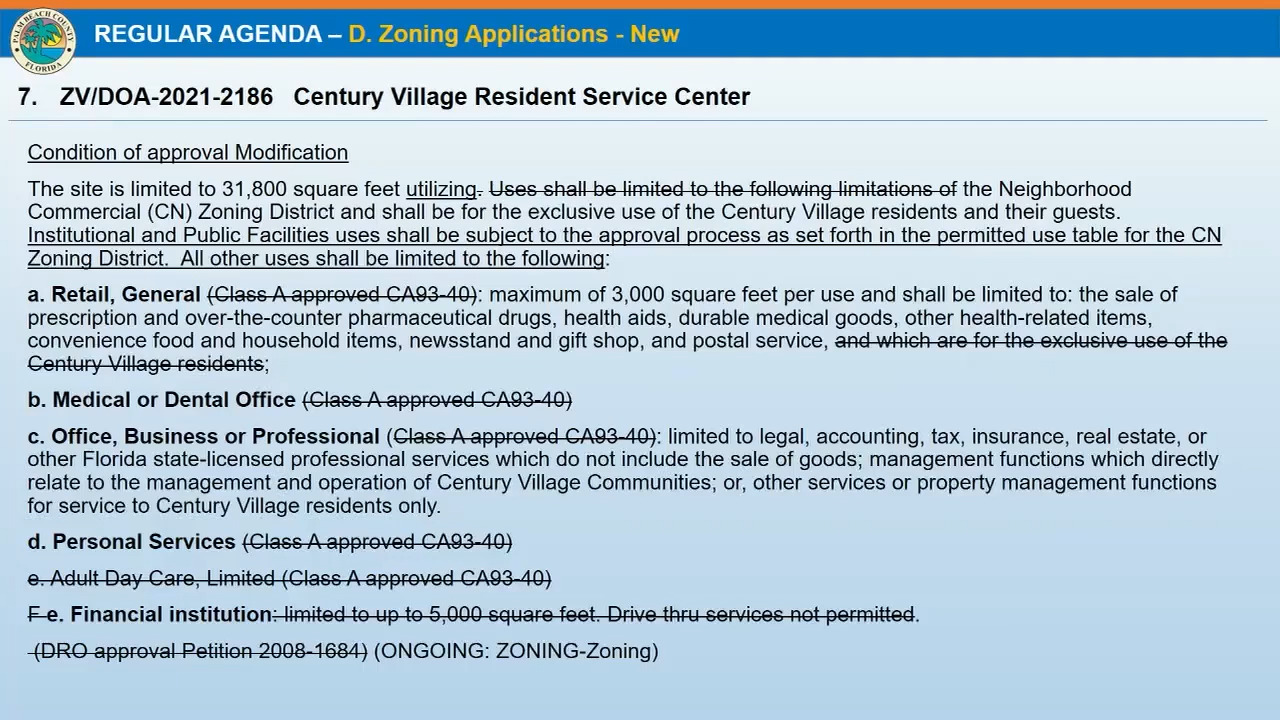 PALM BEACH COUNTY
FLORIDA
REGULAR AGENDA – D. Zoning Applications - New
7. ZV/DOA-2021-2186 Century Village Resident Service Center
Condition of approval Modification
The site is limited to 31,800 square feet utilizing. Uses shall be limited to the following limitations of the Neighborhood
Commercial (CN) Zoning District and shall be for the exclusive use of the Century Village residents and their guests.
Institutional and Public Facilities uses shall be subject to the approval process as set forth in the permitted use table for the CN
Zoning District. All other uses shall be limited to the following:
a. Retail, General (Class A approved CA93-40): maximum of 3,000 square feet per use and shall be limited to: the sale of
prescription and over-the-counter pharmaceutical drugs, health aids, durable medical goods, other health-related items,
convenience food and household items, newsstand and gift shop, and postal service, and which are for the exclusive use of the
Century Village residents;
b. Medical or Dental Office (Class A approved CA93-40)
c. Office, Business or Professional (Class A approved CA93-40): limited to legal, accounting, tax, insurance, real estate, or
other Florida state-licensed professional services which do not include the sale of goods; management functions which directly
relate to the management and operation of Century Village Communities; or, other services or property management functions
for service to Century Village residents only.
d. Personal Services (Class A approved CA93-40)
e. Adult Day Care, Limited (Class A approved CA93-40)
F e. Financial institution: limited to up to 5,000 square feet. Drive thru services not permitted.
(DRO approval Petition 2008-1684) (ONGOING: ZONING-Zoning)